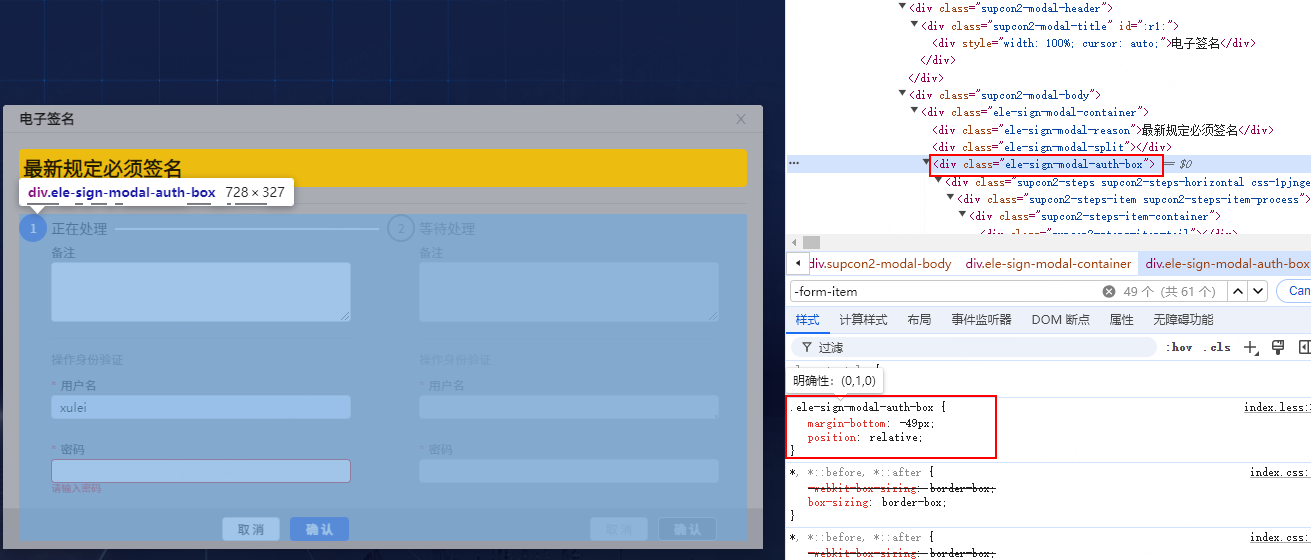 <div class="supcon2-modal-header">
<div class="supcon2-modal-title" id=":r1:">
<div style="width: 100%; cursor: auto;">电子签名</div>
</div>
</div>
<div class="supcon2-modal-body">
<div class="ele-sign-modal-container">
<div class="ele-sign-modal-reason">最新规定必须签名</div>
<div class="ele-sign-modal-split"></div>
<div class="ele-sign-modal-auth-box"> == $0
<div class="supcon2-steps supcon2-steps-horizontal css-1pjnge
<div class="supcon2-steps-item supcon2-steps-item-process">
<div class="supcon2-steps-item-container">
电子签名
最新规定必须签名
div.ele-sign-modal-auth-box 728 × 327
1 正在处理 2 等待处理
备注 备注
操作身份验证 操作身份验证
* 用户名 * 用户名
xulei
* 密码 * 密码
请输入密码
取消 确认 取消 确认
div.supcon2-modal-body div.ele-sign-modal-container div.ele-sign-modal-auth-box
-form-item 49 个 (共 61 个) Can
样式 计算样式 布局 事件监听器 DOM 断点 属性 无障碍功能
过滤 :hov .cls
明确性：(0,1,0)
.ele-sign-modal-auth-box { index.less:
margin-bottom: -49px;
position: relative;
}
*, *::before, *::after { index.css:
-webkit-box-sizing: border-box;
box-sizing: border-box;
}
*, *::before, *::after { index.css:
-webkit-box-sizing: border-box;